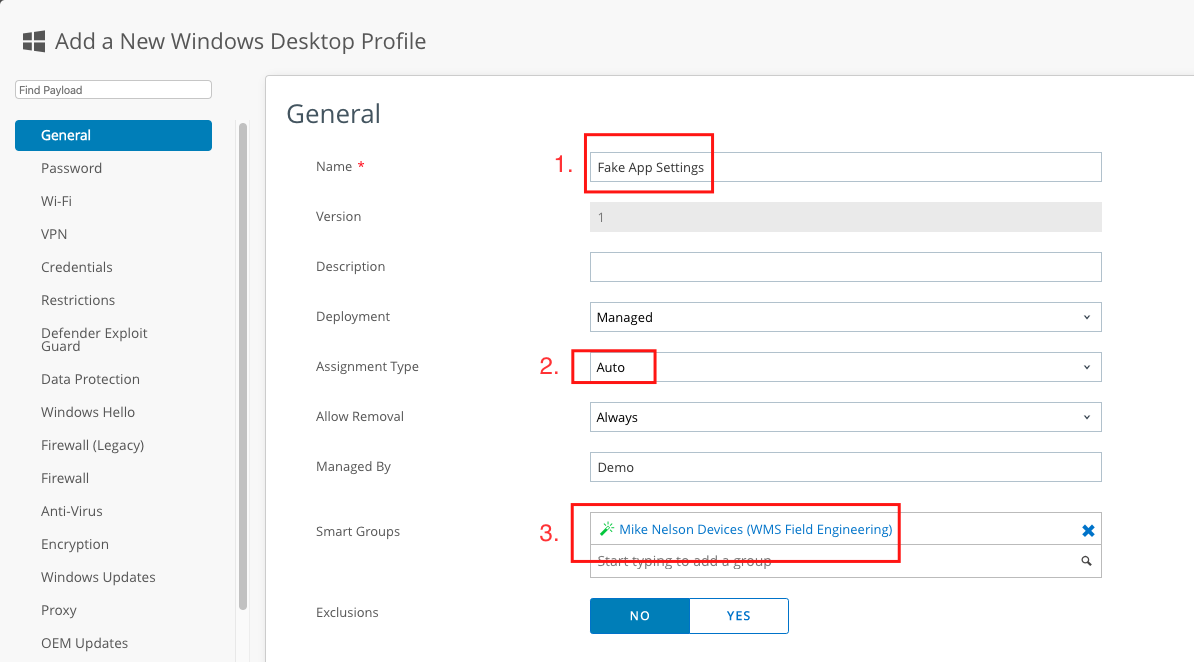 Add a New Windows Desktop Profile
Find Payload
General
Password
Wi-Fi
VPN
Credentials
Restrictions
Defender Exploit
Guard
Data Protection
Windows Hello
Firewall (Legacy)
Firewall
Anti-Virus
Encryption
Windows Updates
Proxy
OEM Updates
General
Name * 1. Fake App Settings
Version 1
Description
Deployment Managed
Assignment Type 2. Auto
Allow Removal Always
Managed By Demo
Smart Groups 3. Mike Nelson Devices (WMS Field Engineering)
Start typing to add a group
Exclusions NO YES